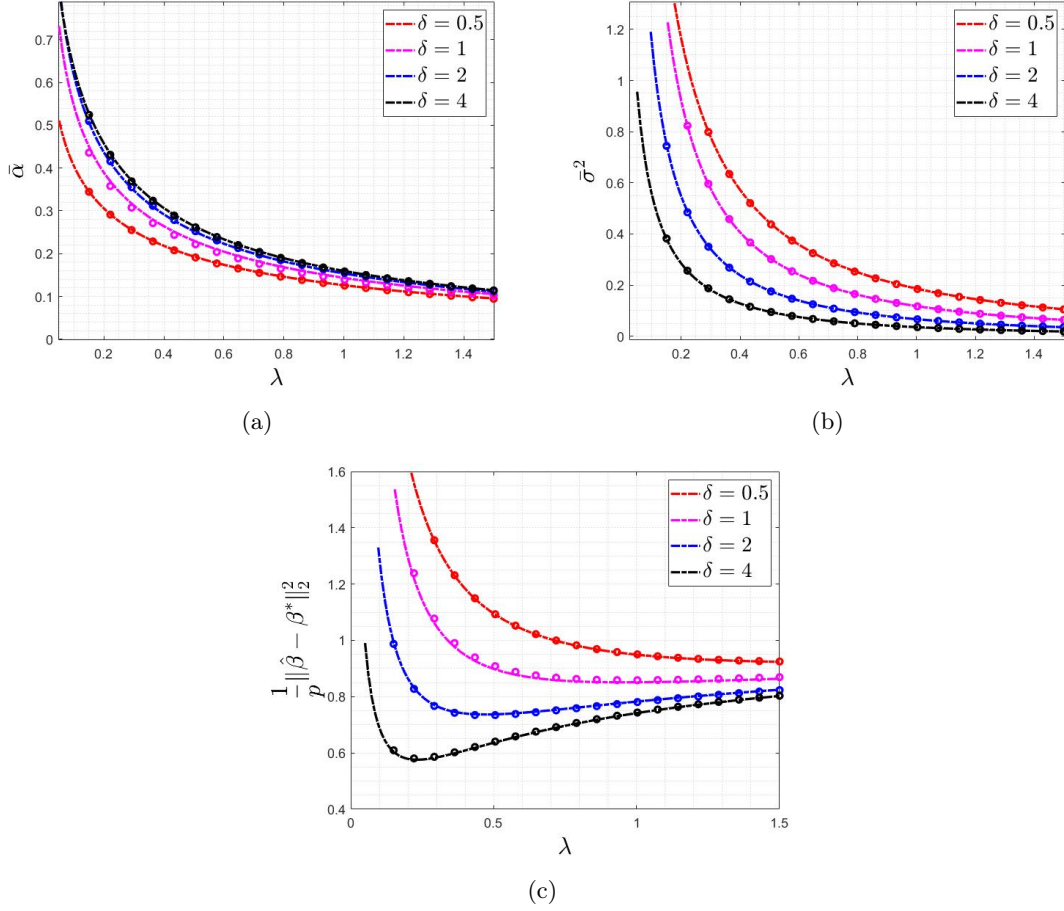 0.7
0.6
0.5
0.4
0.3
0.2
0.1
0
0.2 0.4 0.6 0.8 1 1.2 1.4
ᾱ
λ
δ = 0.5
δ = 1
δ = 2
δ = 4
(a)
1.2
1
0.8
0.6
0.4
0.2
0
0.2 0.4 0.6 0.8 1 1.2 1.4
σ̄²
λ
δ = 0.5
δ = 1
δ = 2
δ = 4
(b)
1.6
1.4
1.2
1
0.8
0.6
0.4
0 0.5 1 1.5
1/p ‖β̂ − β*‖₂²
λ
δ = 0.5
δ = 1
δ = 2
δ = 4
(c)